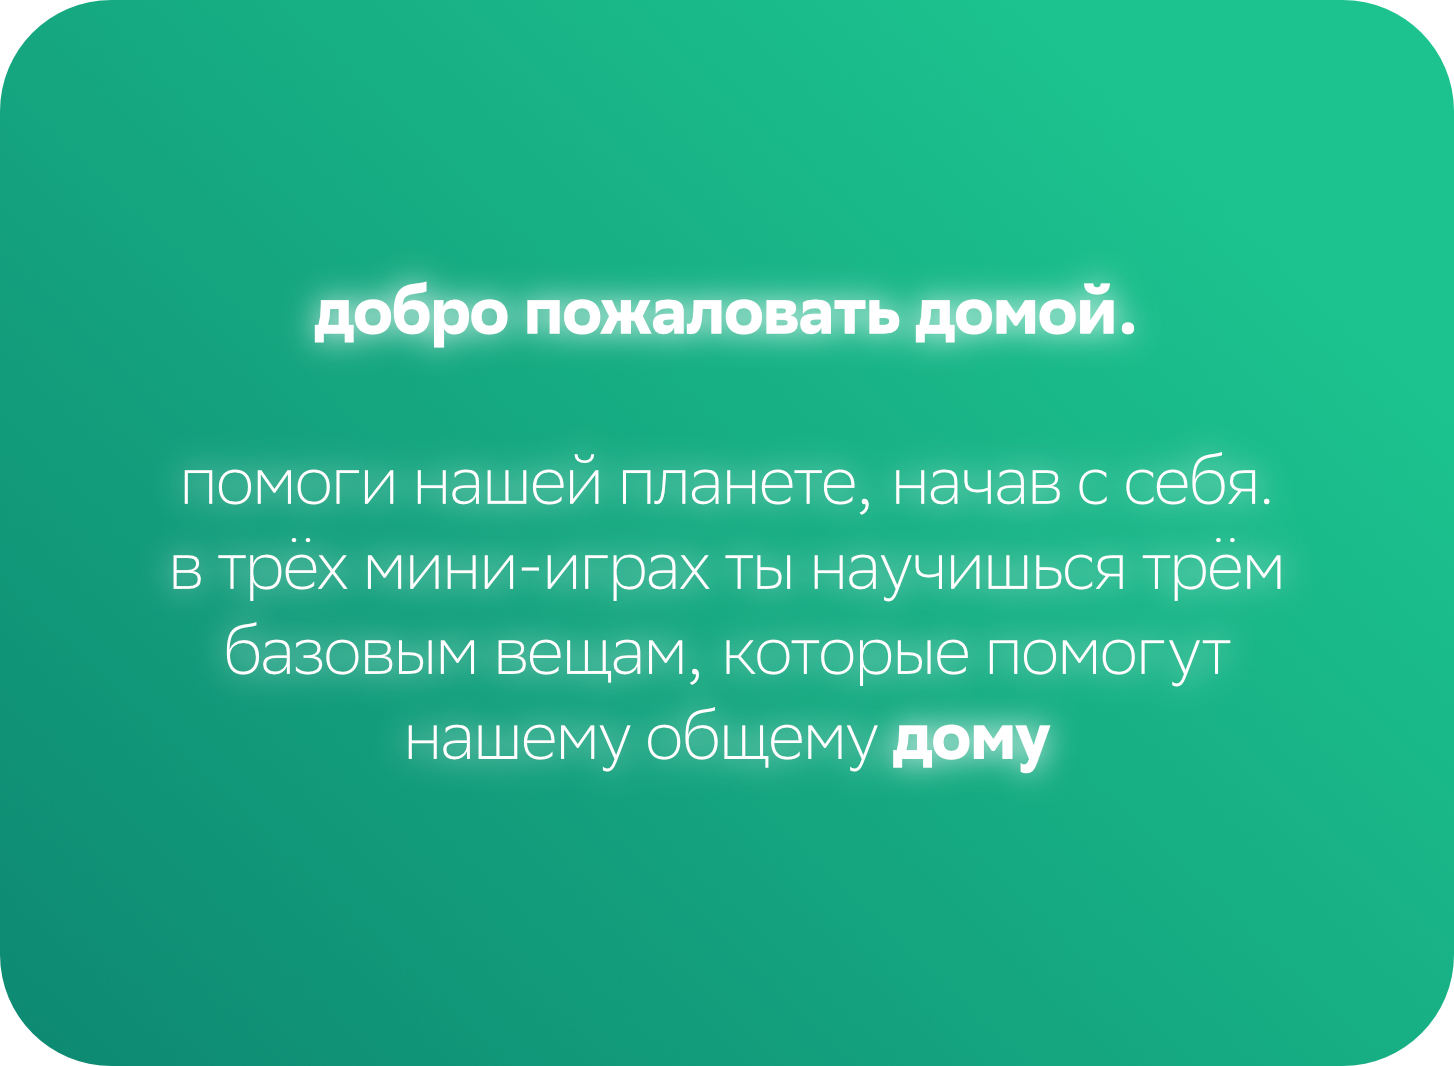 добро пожаловать домой.
помоги нашей планете, начав с себя.
в трёх мини-играх ты научишься трём
базовым вещам, которые помогут
нашему общему дому